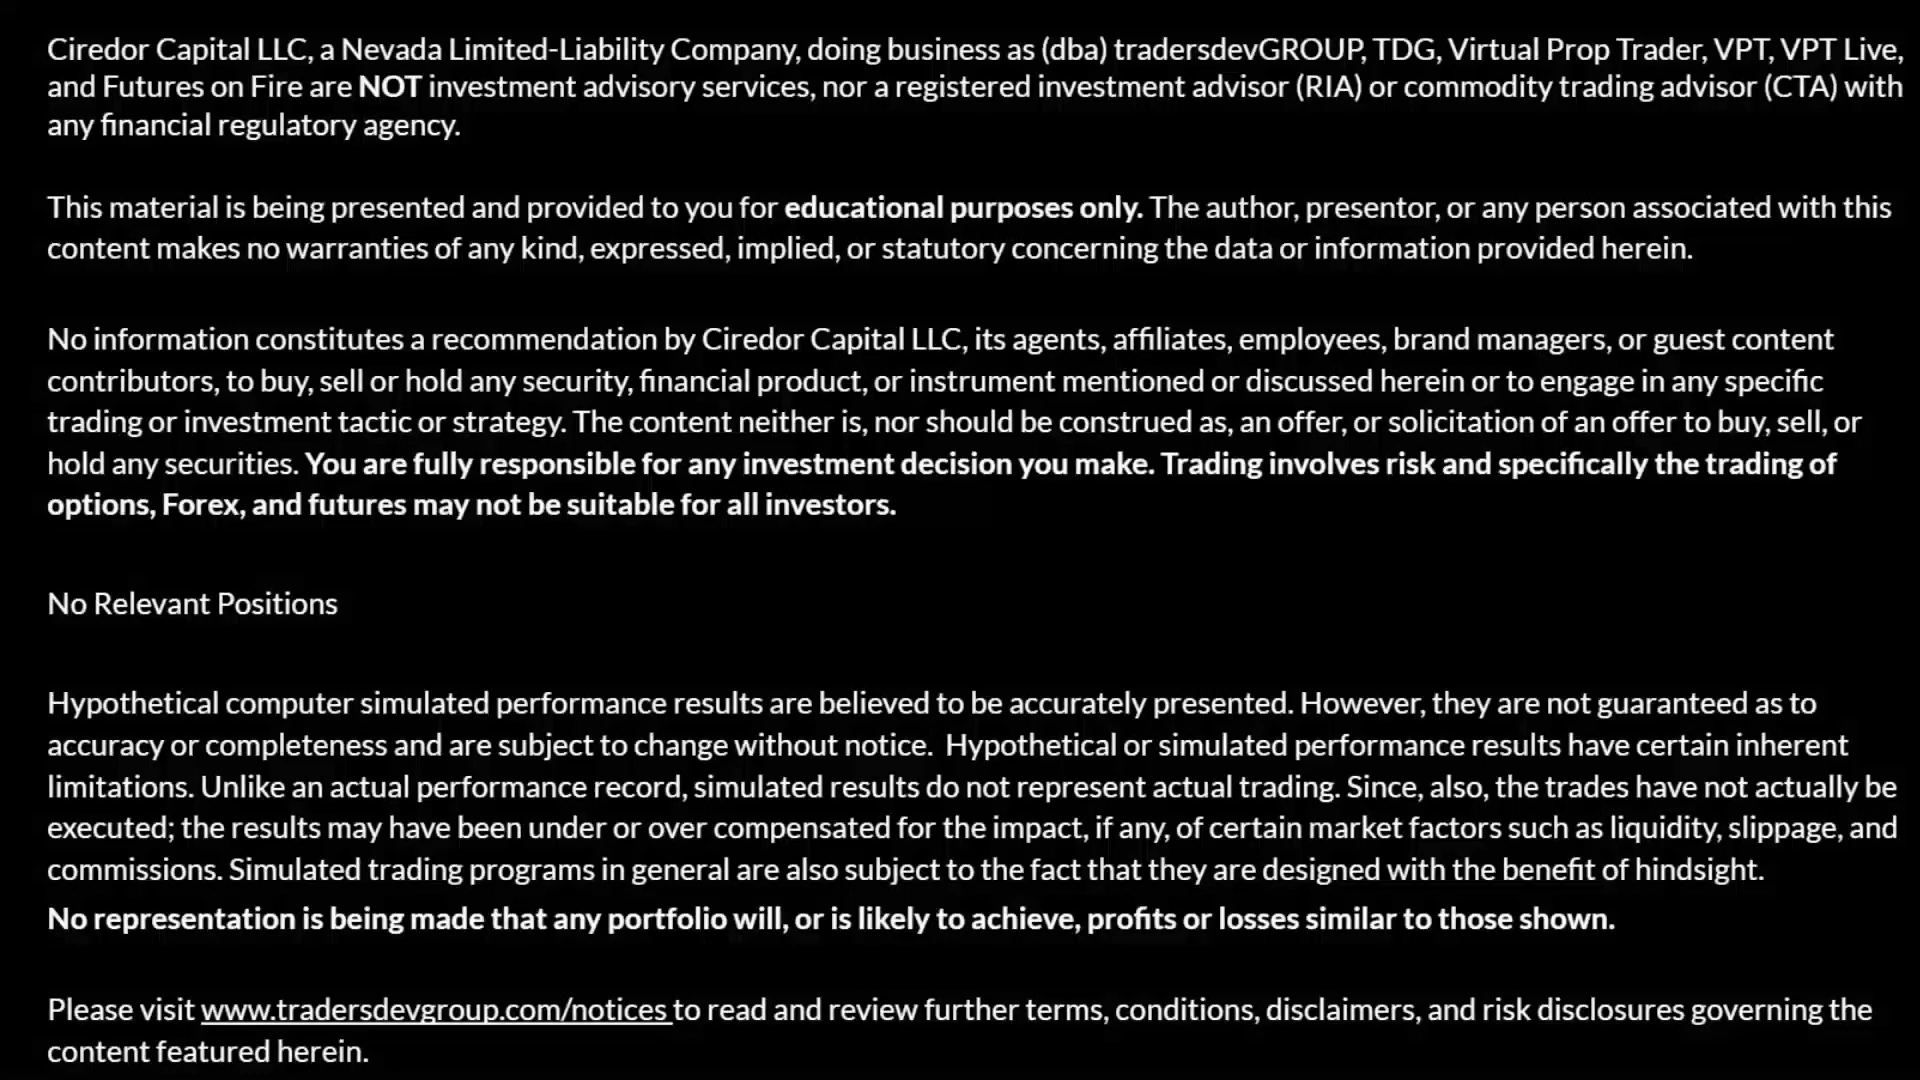 Ciredor Capital LLC, a Nevada Limited-Liability Company, doing business as (dba) tradersdevGROUP, TDG, Virtual Prop Trader, VPT, VPT Live,
and Futures on Fire are NOT investment advisory services, nor a registered investment advisor (RIA) or commodity trading advisor (CTA) with
any financial regulatory agency.
This material is being presented and provided to you for educational purposes only. The author, presentor, or any person associated with this
content makes no warranties of any kind, expressed, implied, or statutory concerning the data or information provided herein.
No information constitutes a recommendation by Ciredor Capital LLC, its agents, affiliates, employees, brand managers, or guest content
contributors, to buy, sell or hold any security, financial product, or instrument mentioned or discussed herein or to engage in any specific
trading or investment tactic or strategy. The content neither is, nor should be construed as, an offer, or solicitation of an offer to buy, sell, or
hold any securities. You are fully responsible for any investment decision you make. Trading involves risk and specifically the trading of
options, Forex, and futures may not be suitable for all investors.
No Relevant Positions
Hypothetical computer simulated performance results are believed to be accurately presented. However, they are not guaranteed as to
accuracy or completeness and are subject to change without notice.  Hypothetical or simulated performance results have certain inherent
limitations. Unlike an actual performance record, simulated results do not represent actual trading. Since, also, the trades have not actually be
executed; the results may have been under or over compensated for the impact, if any, of certain market factors such as liquidity, slippage, and
commissions. Simulated trading programs in general are also subject to the fact that they are designed with the benefit of hindsight.
No representation is being made that any portfolio will, or is likely to achieve, profits or losses similar to those shown.
Please visit www.tradersdevgroup.com/notices to read and review further terms, conditions, disclaimers, and risk disclosures governing the
content featured herein.